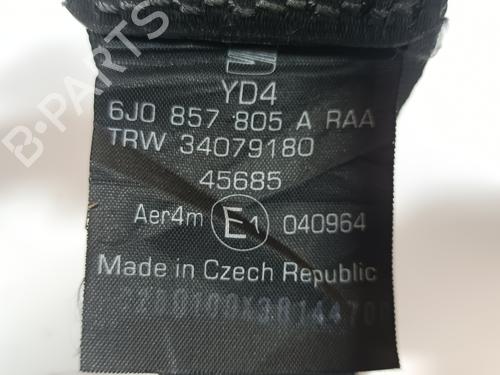 YD4
6J0 857 805 A RAA
TRW 34079180
45685
Aer4m E1 040964
Made in Czech Republic
B-PARTS